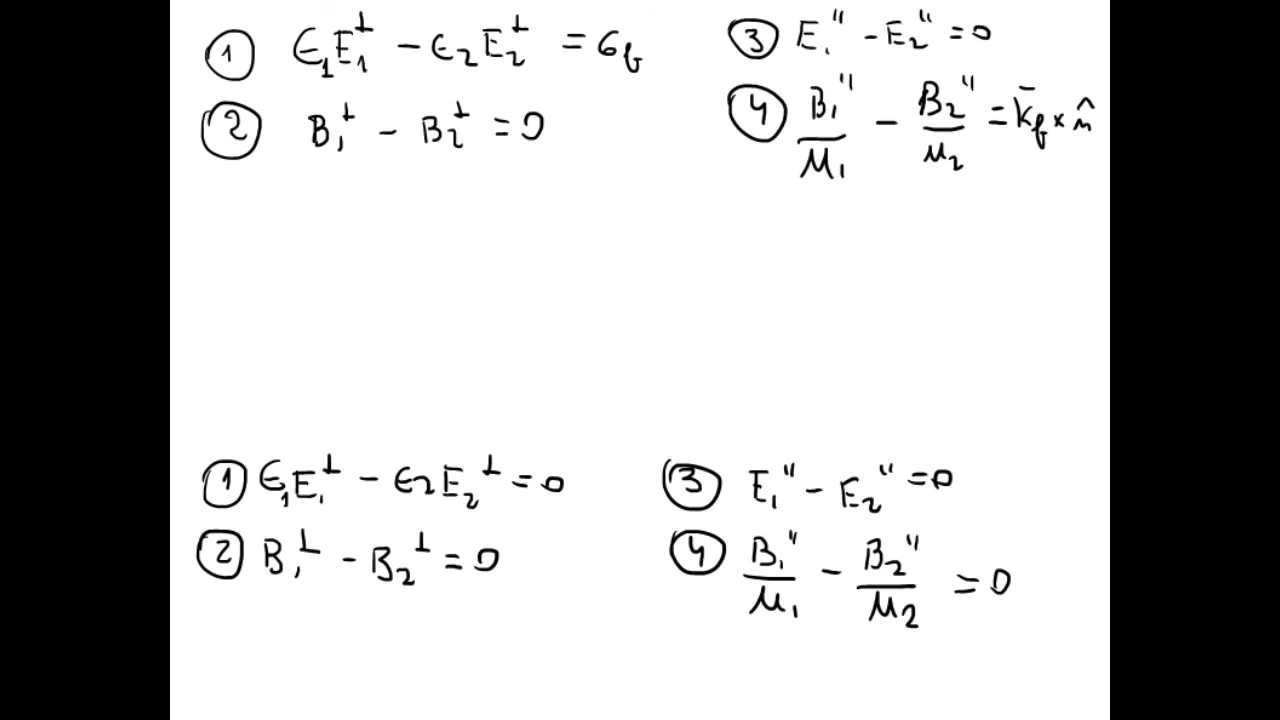 ① ϵ₁E₁^⊥ − ϵ₂E₂^⊥ = σ_f
② B₁^⊥ − B₂^⊥ = 0
③ E₁^∥ − E₂^∥ = 0
④ B₁^∥/μ₁ − B₂^∥/μ₂ = K̄_f × n̂
① ϵ₁E₁^⊥ − ϵ₂E₂^⊥ = 0
② B₁^⊥ − B₂^⊥ = 0
③ E₁^∥ − E₂^∥ = 0
④ B₁^∥/μ₁ − B₂^∥/μ₂ = 0